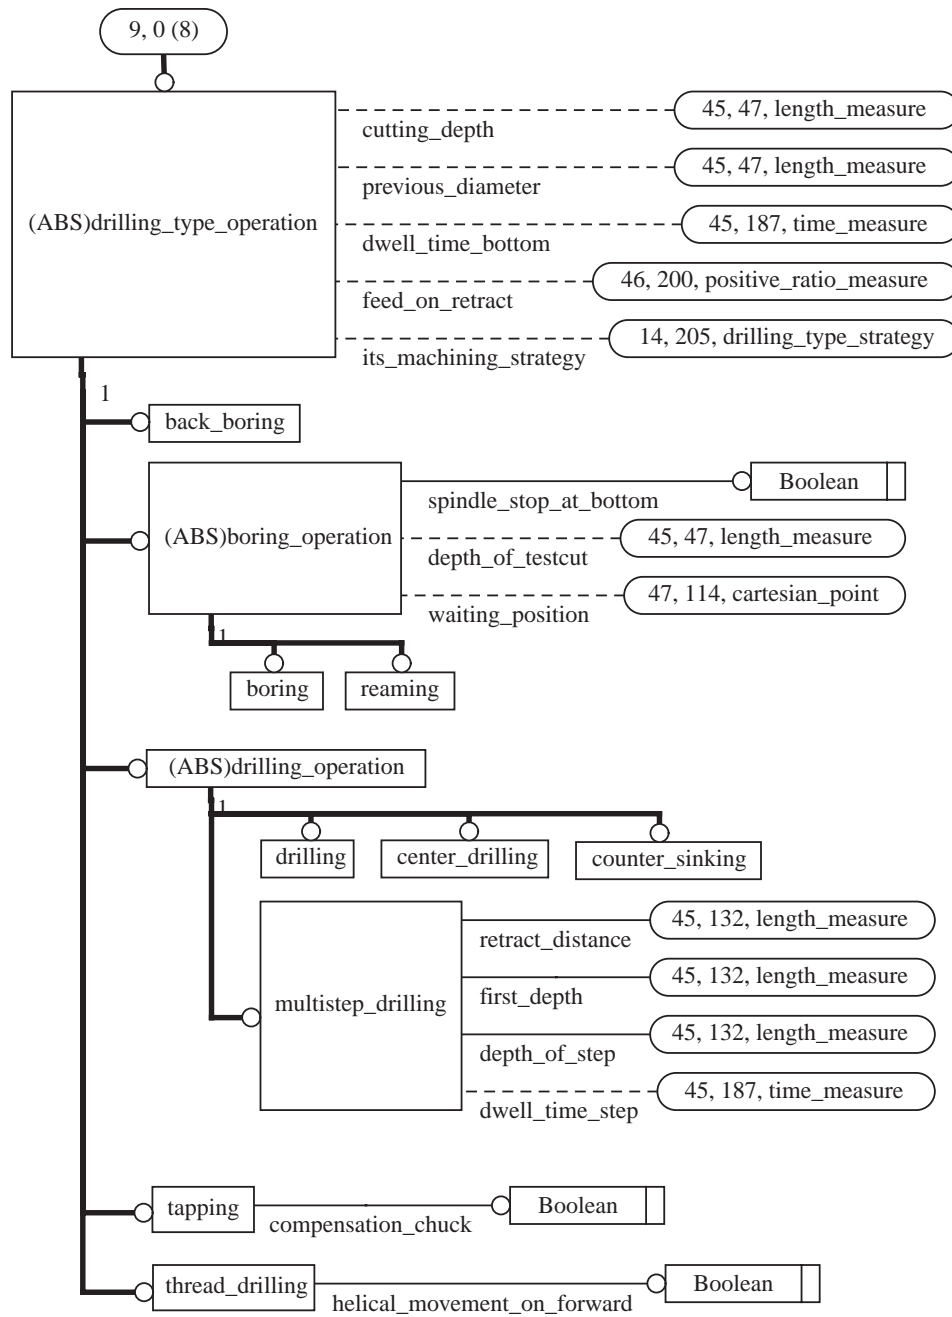 9, 0 (8)
(ABS)drilling_type_operation
45, 47, length_measure
cutting_depth
45, 47, length_measure
previous_diameter
45, 187, time_measure
dwell_time_bottom
46, 200, positive_ratio_measure
feed_on_retract
14, 205, drilling_type_strategy
its_machining_strategy
1
back_boring
(ABS)boring_operation
Boolean
spindle_stop_at_bottom
45, 47, length_measure
depth_of_testcut
47, 114, cartesian_point
waiting_position
1
boring
reaming
(ABS)drilling_operation
1
drilling
center_drilling
counter_sinking
multistep_drilling
45, 132, length_measure
retract_distance
45, 132, length_measure
first_depth
45, 132, length_measure
depth_of_step
45, 187, time_measure
dwell_time_step
tapping
Boolean
compensation_chuck
thread_drilling
Boolean
helical_movement_on_forward